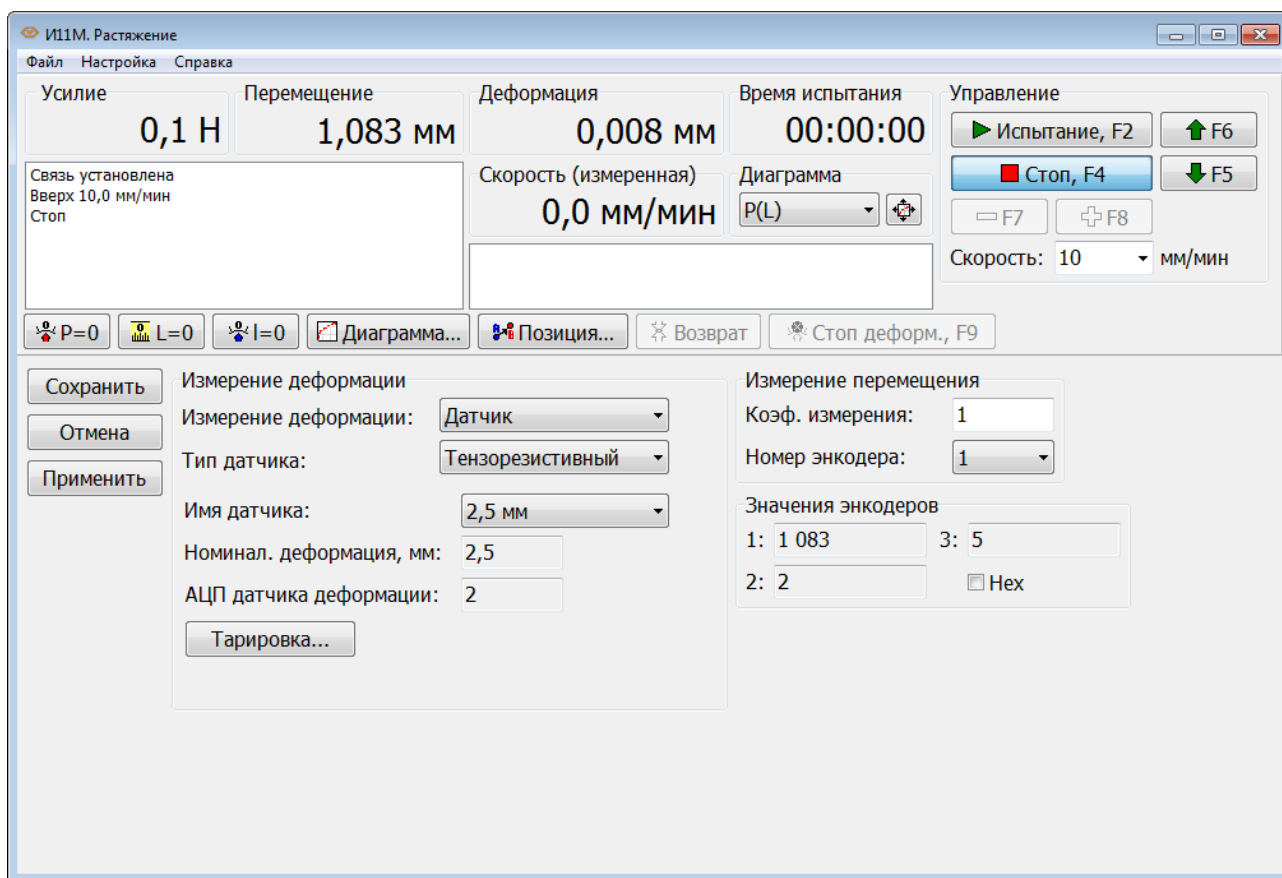 И11М. Растяжение
Файл Настройка Справка
Усилие Перемещение Деформация Время испытания Управление
0,1 Н 1,083 мм 0,008 мм 00:00:00
Испытание, F2 F6
Связь установлена
Вверх 10,0 мм/мин
Стоп
Скорость (измеренная) Диаграмма
0,0 мм/мин P(L)
Стоп, F4 F5
F7 F8
Скорость: 10 мм/мин
P=0 L=0 l=0 Диаграмма... Позиция... Возврат Стоп деформ., F9
Сохранить
Отмена
Применить
Измерение деформации
Измерение деформации: Датчик
Тип датчика: Тензорезистивный
Имя датчика: 2,5 мм
Номинал. деформация, мм: 2,5
АЦП датчика деформации: 2
Тарировка...
Измерение перемещения
Коэф. измерения: 1
Номер энкодера: 1
Значения энкодеров
1: 1 083 3: 5
2: 2 Hex